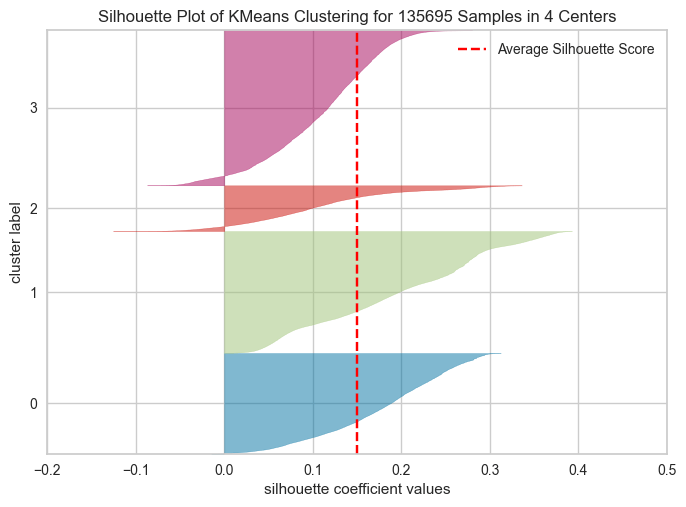 Silhouette Plot of KMeans Clustering for 135695 Samples in 4 Centers
Average Silhouette Score
3
2
1
0
cluster label
−0.2 −0.1 0.0 0.1 0.2 0.3 0.4 0.5
silhouette coefficient values